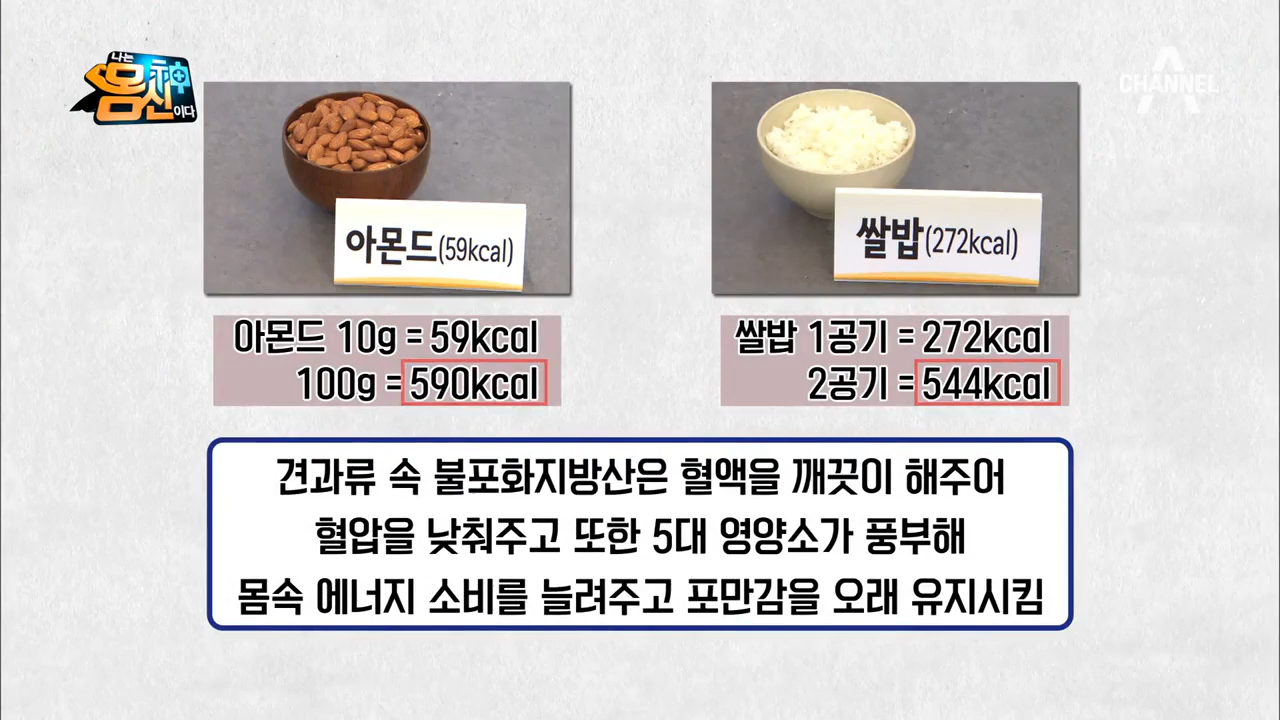 나는
몸神
신이다
CHANNEL A
아몬드(59kcal)
쌀밥(272kcal)
아몬드 10g = 59kcal
100g = 590kcal
쌀밥 1공기 = 272kcal
2공기 = 544kcal
견과류 속 불포화지방산은 혈액을 깨끗이 해주어
혈압을 낮춰주고 또한 5대 영양소가 풍부해
몸속 에너지 소비를 늘려주고 포만감을 오래 유지시킴